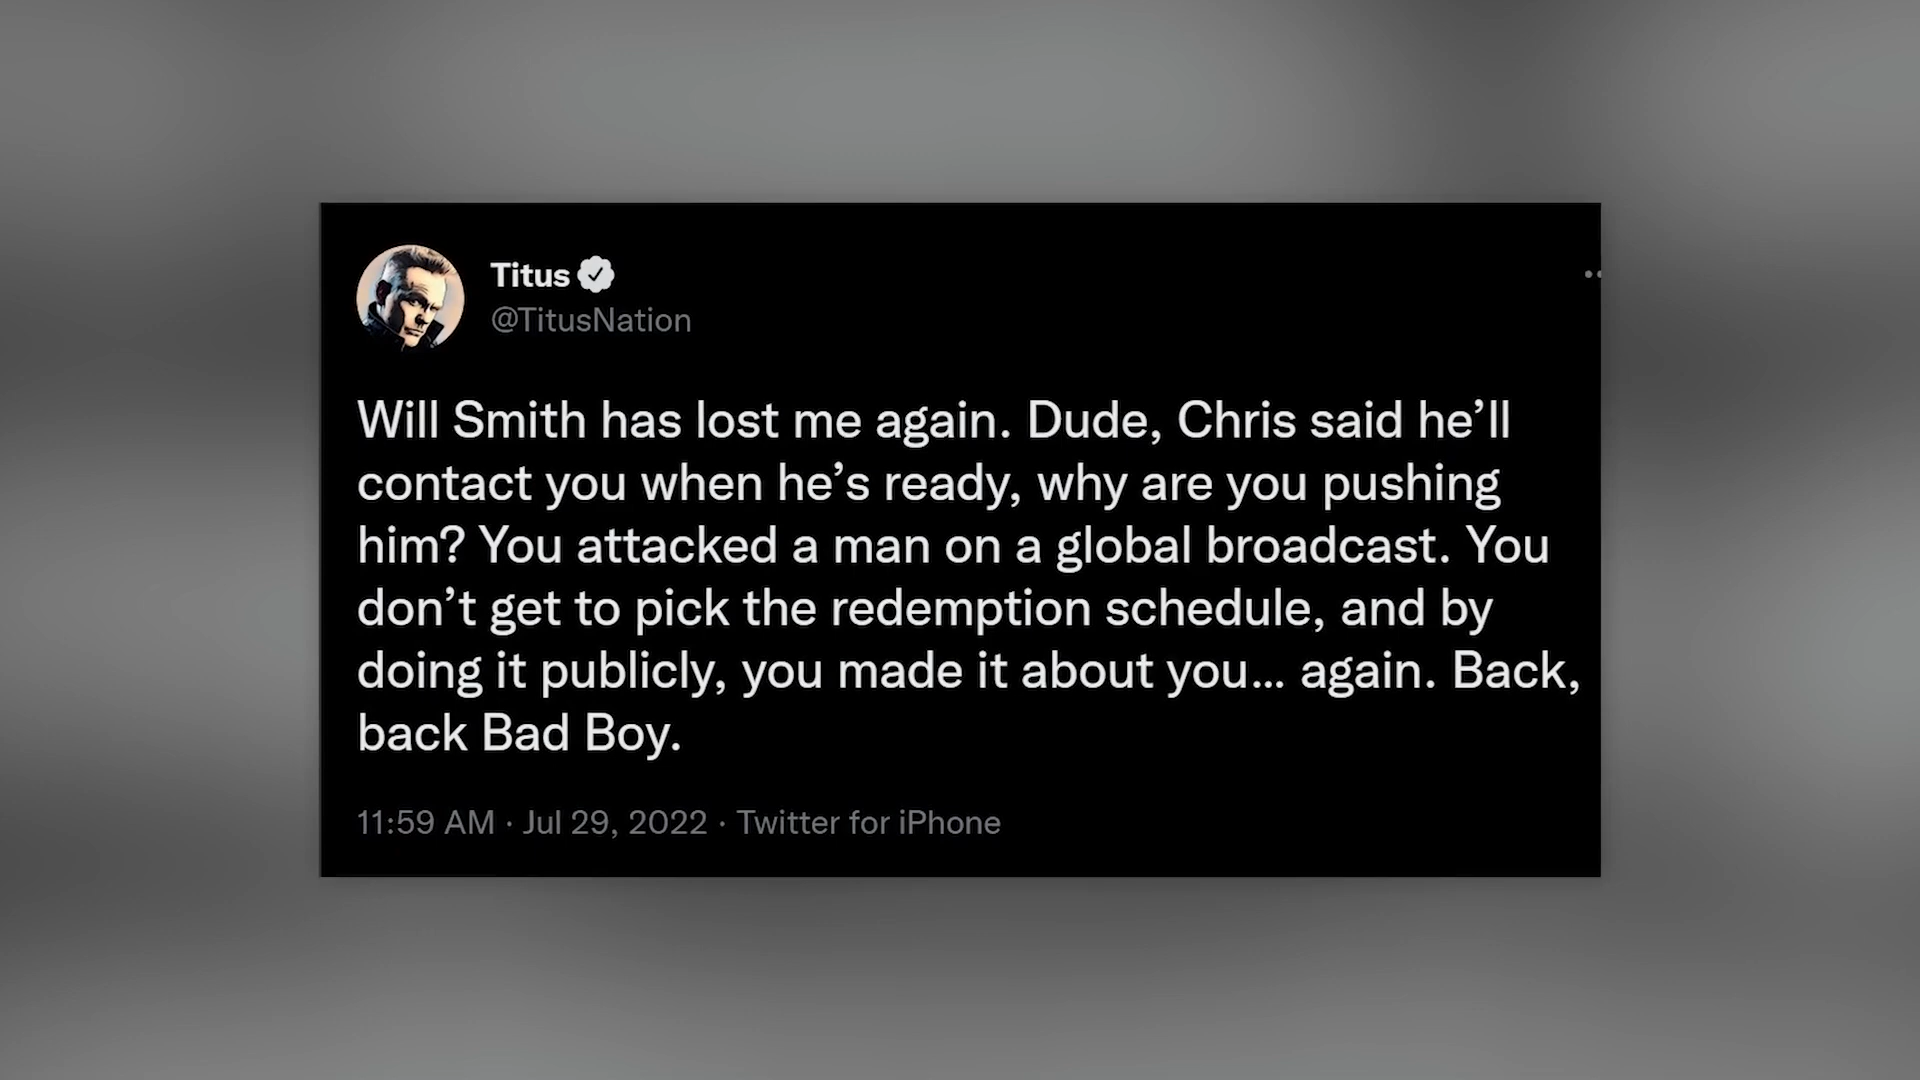 Titus
@TitusNation
Will Smith has lost me again. Dude, Chris said he’ll
contact you when he’s ready, why are you pushing
him? You attacked a man on a global broadcast. You
don’t get to pick the redemption schedule, and by
doing it publicly, you made it about you... again. Back,
back Bad Boy.
11:59 AM · Jul 29, 2022 · Twitter for iPhone